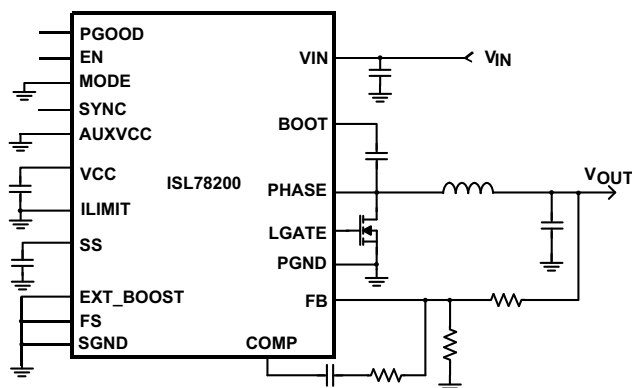 PGOOD
EN
MODE
SYNC
AUXVCC
VCC
ILIMIT
SS
EXT_BOOST
FS
SGND
ISL78200
VIN
BOOT
PHASE
LGATE
PGND
FB
COMP
VIN
VOUT